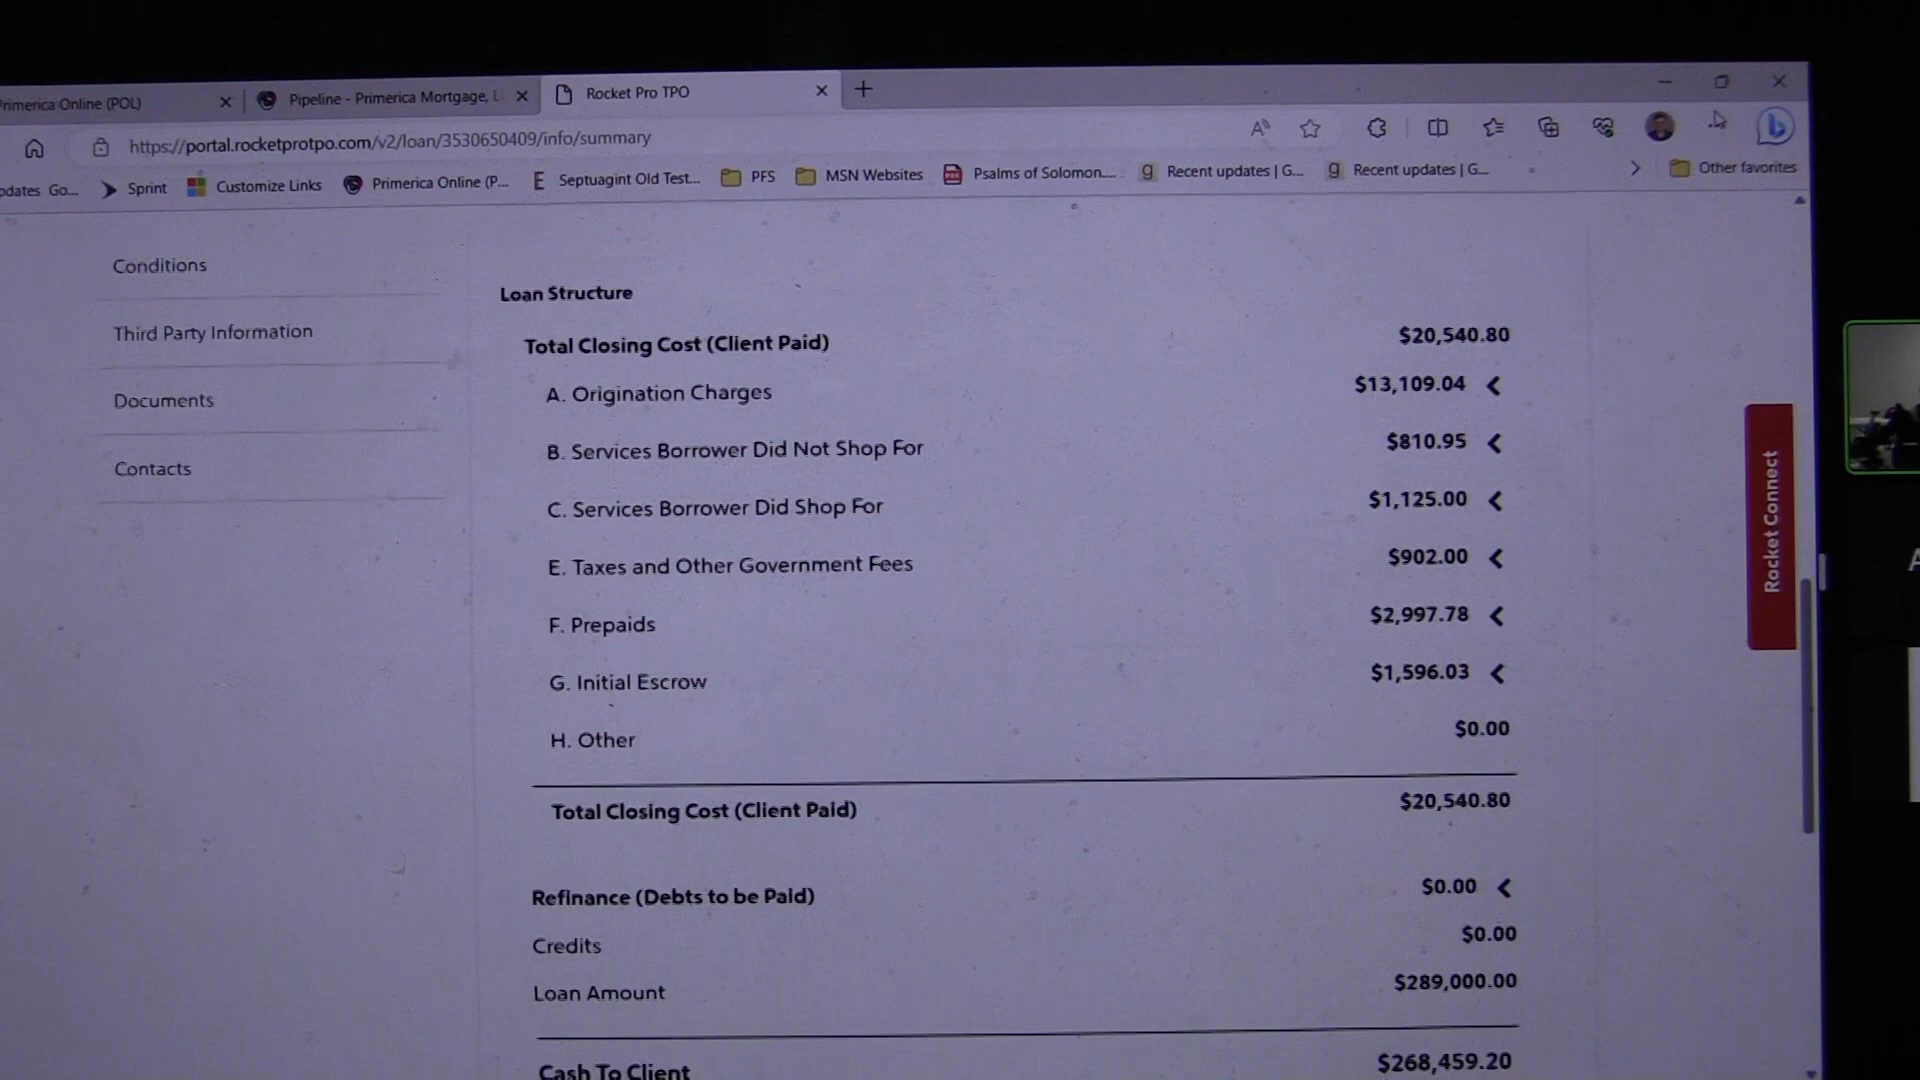 Primerica Online (POL)
Pipeline - Primerica Mortgage, L
Rocket Pro TPO
https://portal.rocketprotpo.com/v2/loan/3530650409/info/summary
pdates Go...
Sprint
Customize Links
Primerica Online (P...
Septuagint Old Test...
PFS
MSN Websites
Psalms of Solomon....
Recent updates | G...
Recent updates | G...
Other favorites
Conditions
Third Party Information
Documents
Contacts
Loan Structure
Total Closing Cost (Client Paid) $20,540.80
A. Origination Charges $13,109.04
B. Services Borrower Did Not Shop For $810.95
C. Services Borrower Did Shop For $1,125.00
E. Taxes and Other Government Fees $902.00
F. Prepaids $2,997.78
G. Initial Escrow $1,596.03
H. Other $0.00
Total Closing Cost (Client Paid) $20,540.80
Refinance (Debts to be Paid) $0.00
Credits $0.00
Loan Amount $289,000.00
Cash To Client $268,459.20
Rocket Connect